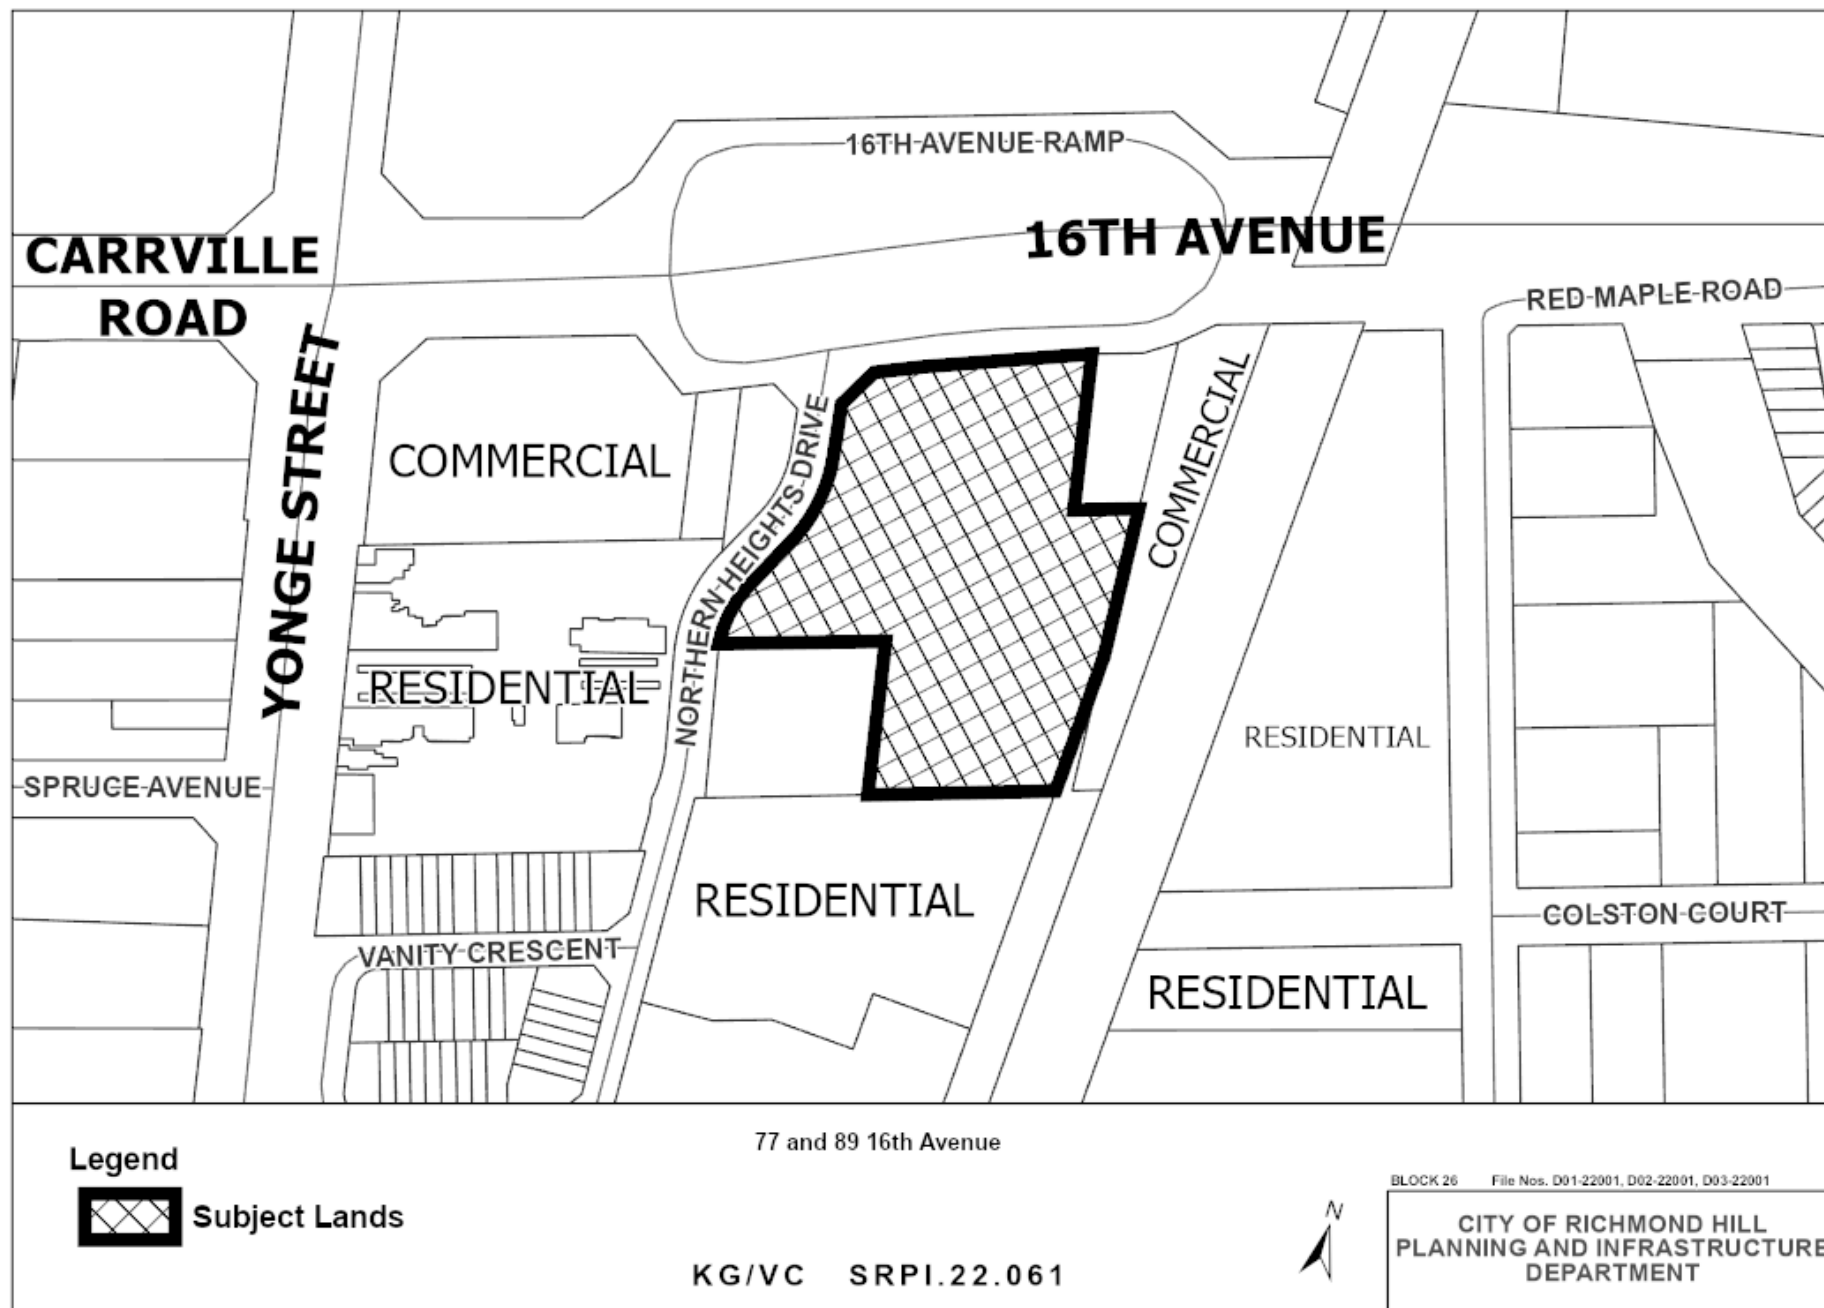 16TH AVENUE RAMP
CARRVILLE
ROAD
16TH AVENUE
RED MAPLE ROAD
YONGE STREET
COMMERCIAL
NORTHERN HEIGHTS DRIVE
COMMERCIAL
RESIDENTIAL
RESIDENTIAL
SPRUCE AVENUE
RESIDENTIAL
COLSTON COURT
VANITY CRESCENT
RESIDENTIAL
77 and 89 16th Avenue
Legend
Subject Lands
KG/VC SRPI.22.061
N
BLOCK 26 File Nos. D01-22001, D02-22001, D03-22001
CITY OF RICHMOND HILL
PLANNING AND INFRASTRUCTURE
DEPARTMENT